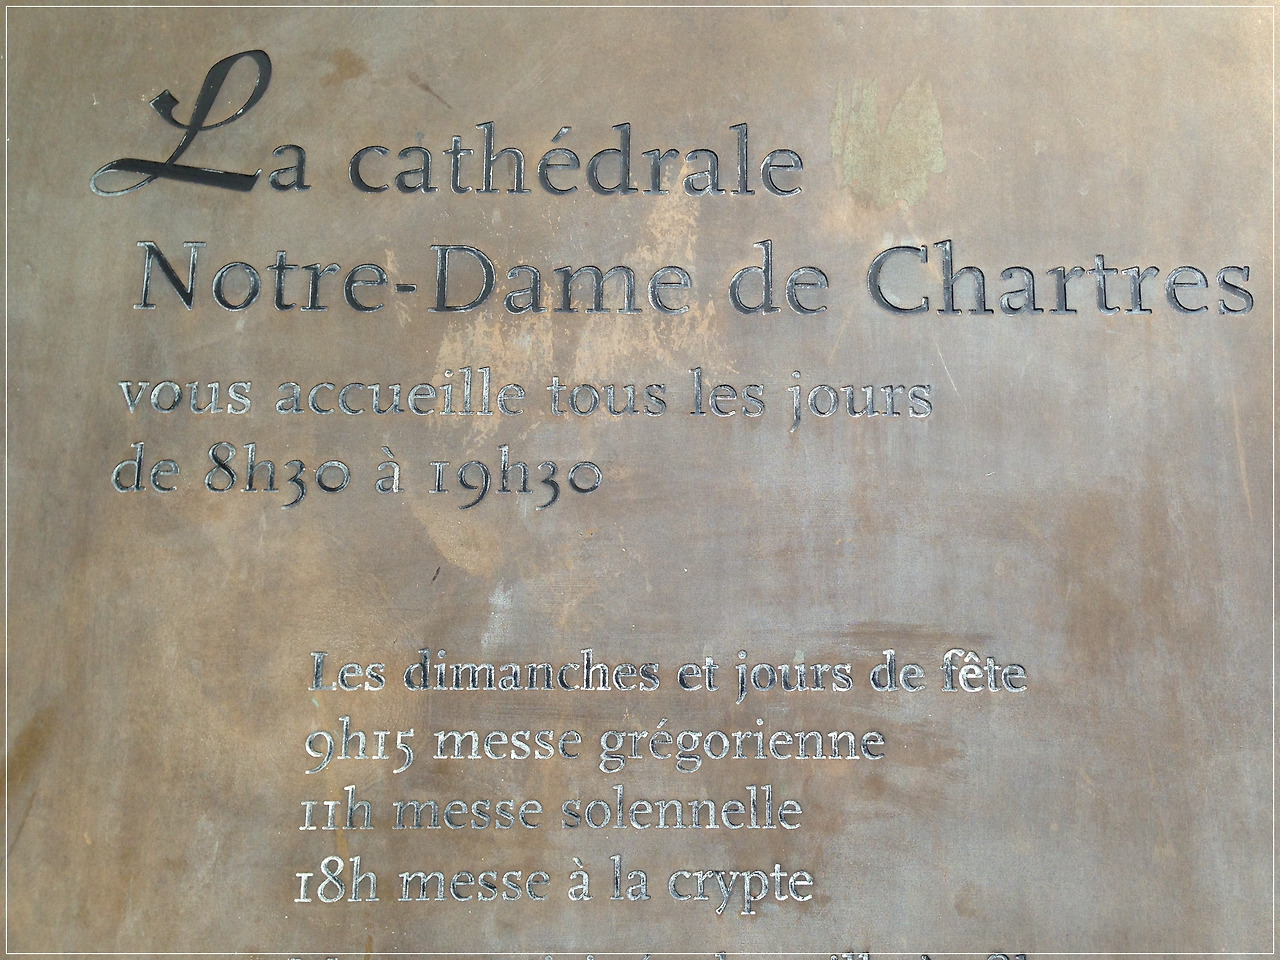 La cathédrale
Notre-Dame de Chartres
vous accueille tous les jours
de 8h30 à 19h30
Les dimanches et jours de fête
9h15 messe grégorienne
11h messe solennelle
18h messe à la crypte